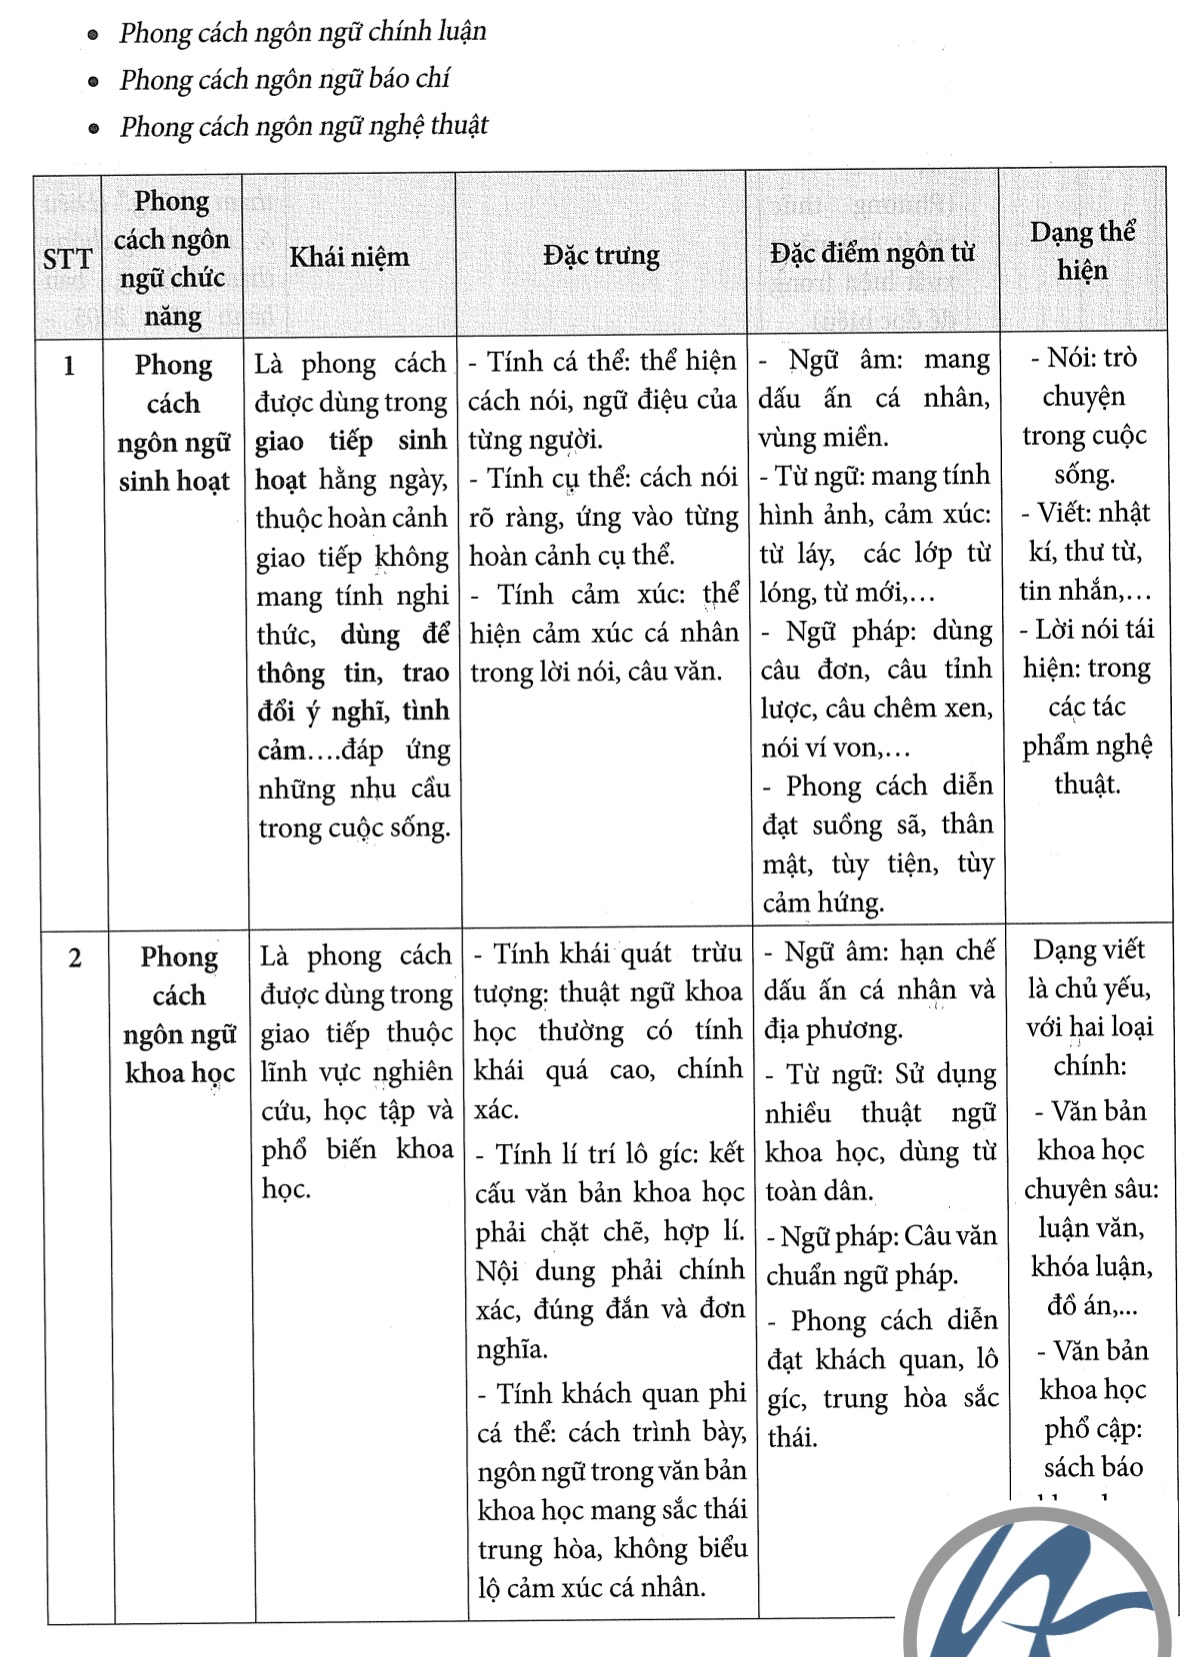 • Phong cách ngôn ngữ chính luận
• Phong cách ngôn ngữ báo chí
• Phong cách ngôn ngữ nghệ thuật
STT
Phong
cách ngôn
ngữ chức
năng
Khái niệm
Đặc trưng
Đặc điểm ngôn từ
Dạng thể
hiện
1
Phong
cách
ngôn ngữ
sinh hoạt
Là phong cách
được dùng trong
giao tiếp sinh
hoạt hằng ngày,
thuộc hoàn cảnh
giao tiếp không
mang tính nghi
thức, dùng để
thông tin, trao
đổi ý nghĩ, tình
cảm….đáp ứng
những nhu cầu
trong cuộc sống.
- Tính cá thể: thể hiện
cách nói, ngữ điệu của
từng người.
- Tính cụ thể: cách nói
rõ ràng, ứng vào từng
hoàn cảnh cụ thể.
- Tính cảm xúc: thể
hiện cảm xúc cá nhân
trong lời nói, câu văn.
- Ngữ âm: mang
dấu ấn cá nhân,
vùng miền.
- Từ ngữ: mang tính
hình ảnh, cảm xúc:
từ láy, các lớp từ
lóng, từ mới,…
- Ngữ pháp: dùng
câu đơn, câu tỉnh
lược, câu chêm xen,
nói ví von,…
- Phong cách diễn
đạt suồng sã, thân
mật, tùy tiện, tùy
cảm hứng.
- Nói: trò
chuyện
trong cuộc
sống.
- Viết: nhật
kí, thư từ,
tin nhắn,…
- Lời nói tái
hiện: trong
các tác
phẩm nghệ
thuật.
2
Phong
cách
ngôn ngữ
khoa học
Là phong cách
được dùng trong
giao tiếp thuộc
lĩnh vực nghiên
cứu, học tập và
phổ biến khoa
học.
- Tính khái quát trừu
tượng: thuật ngữ khoa
học thường có tính
khái quá cao, chính
xác.
- Tính lí trí lô gíc: kết
cấu văn bản khoa học
phải chặt chẽ, hợp lí.
Nội dung phải chính
xác, đúng đắn và đơn
nghĩa.
- Tính khách quan phi
cá thể: cách trình bày,
ngôn ngữ trong văn bản
khoa học mang sắc thái
trung hòa, không biểu
lộ cảm xúc cá nhân.
- Ngữ âm: hạn chế
dấu ấn cá nhận và
địa phương.
- Từ ngữ: Sử dụng
nhiều thuật ngữ
khoa học, dùng từ
toàn dân.
- Ngữ pháp: Câu văn
chuẩn ngữ pháp.
- Phong cách diễn
đạt khách quan, lô
gíc, trung hòa sắc
thái.
Dạng viết
là chủ yếu,
với hai loại
chính:
- Văn bản
khoa học
chuyên sâu:
luận văn,
khóa luận,
đồ án,...
- Văn bản
khoa học
phổ cập:
sách báo